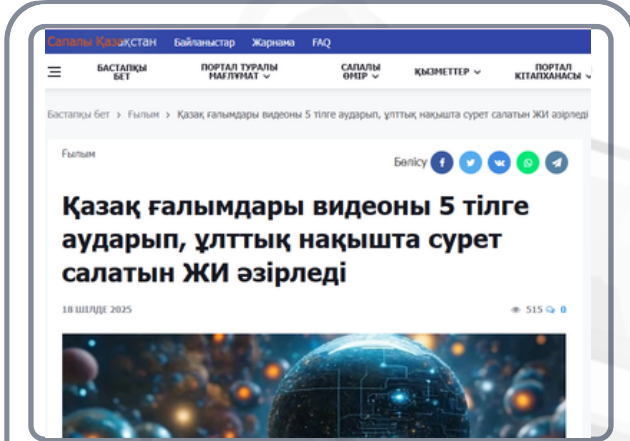 Сапалы Қазақстан Байланыстар Жарнама FAQ
БАСТАПҚЫ БЕТ ПОРТАЛ ТУРАЛЫ МАҒЛҰМАТ САПАЛЫ ӨМІР ҚЫЗМЕТТЕР ПОРТАЛ КІТАПХАНАСЫ
Бастапқы бет > Ғылым > Қазақ ғалымдары видеоны 5 тілге аударып, ұлттық нақышта сурет салатын ЖИ әзірледі
Ғылым
Бөлісу
Қазақ ғалымдары видеоны 5 тілге
аударып, ұлттық нақышта сурет
салатын ЖИ әзірледі
18 ШІЛДЕ 2025
515 0